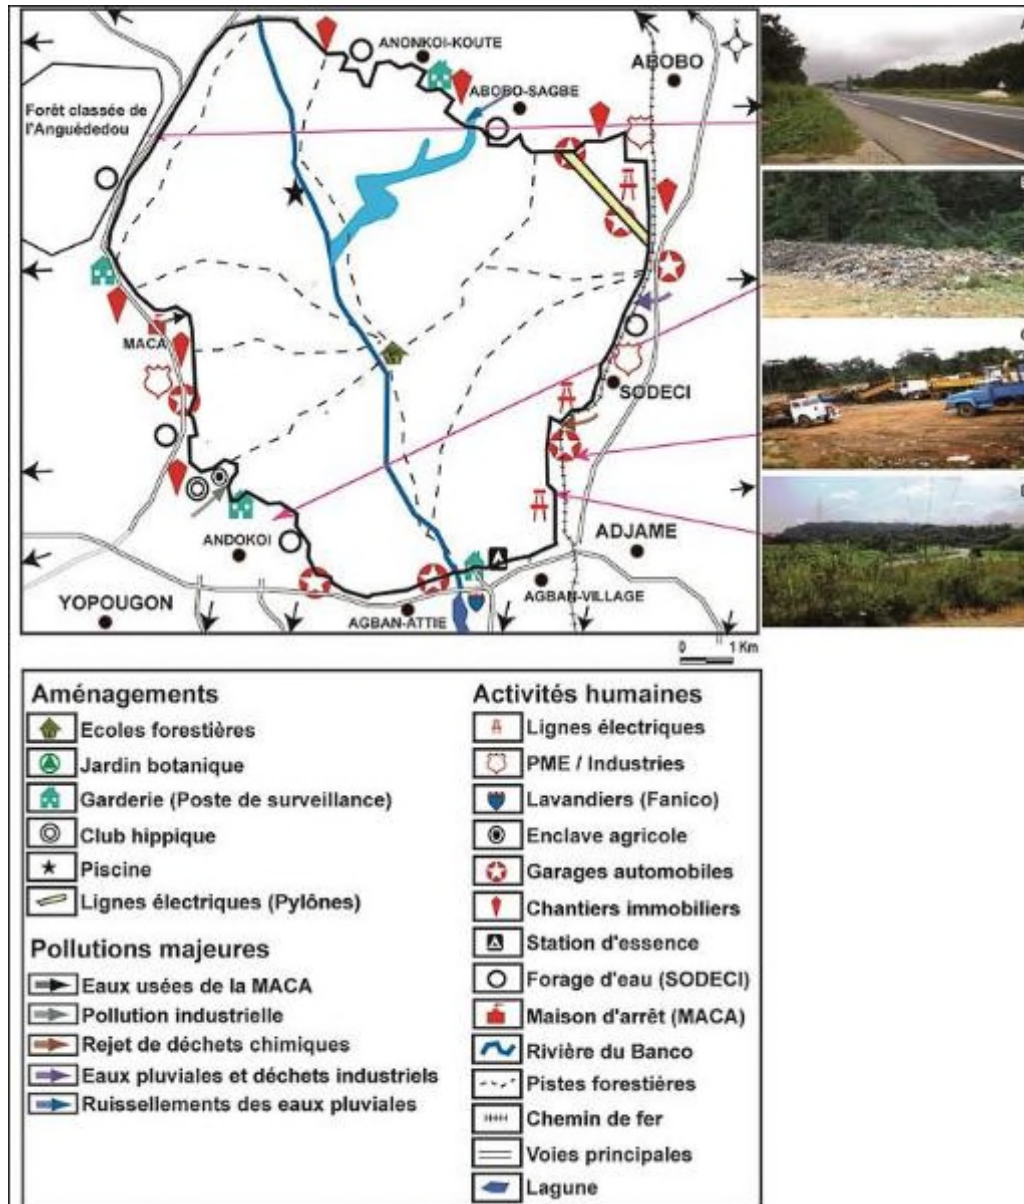 ANONKOI-KOUTE
ABOBO
ABOBO-SAGBE
Forêt classée de
l'Anguédedou
MACA
SODECI
ANDOKOI
ADJAME
YOPOUGON
AGBAN-VILLAGE
AGBAN-ATTIE
0 1 Km
Aménagements
Ecoles forestières
Jardin botanique
Garderie (Poste de surveillance)
Club hippique
Piscine
Lignes électriques (Pylônes)
Pollutions majeures
Eaux usées de la MACA
Pollution industrielle
Rejet de déchets chimiques
Eaux pluviales et déchets industriels
Ruissellements des eaux pluviales
Activités humaines
Lignes électriques
PME / Industries
Lavandiers (Fanico)
Enclave agricole
Garages automobiles
Chantiers immobiliers
Station d'essence
Forage d'eau (SODECI)
Maison d'arrêt (MACA)
Rivière du Banco
Pistes forestières
Chemin de fer
Voies principales
Lagune